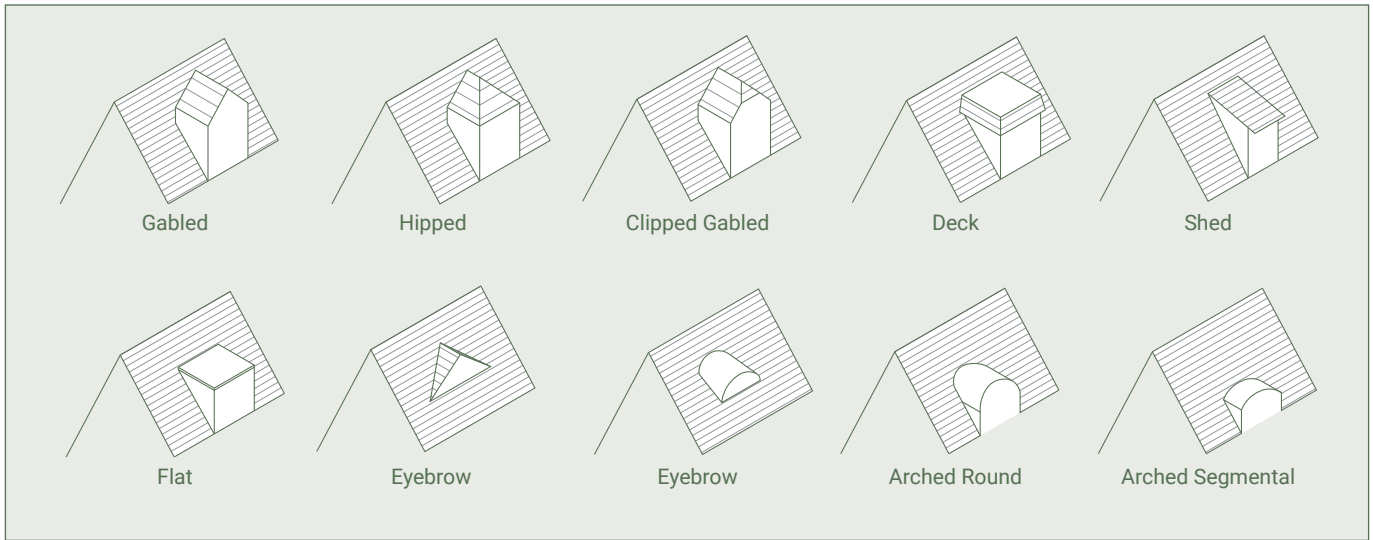 Gabled
Hipped
Clipped Gabled
Deck
Shed
Flat
Eyebrow
Eyebrow
Arched Round
Arched Segmental